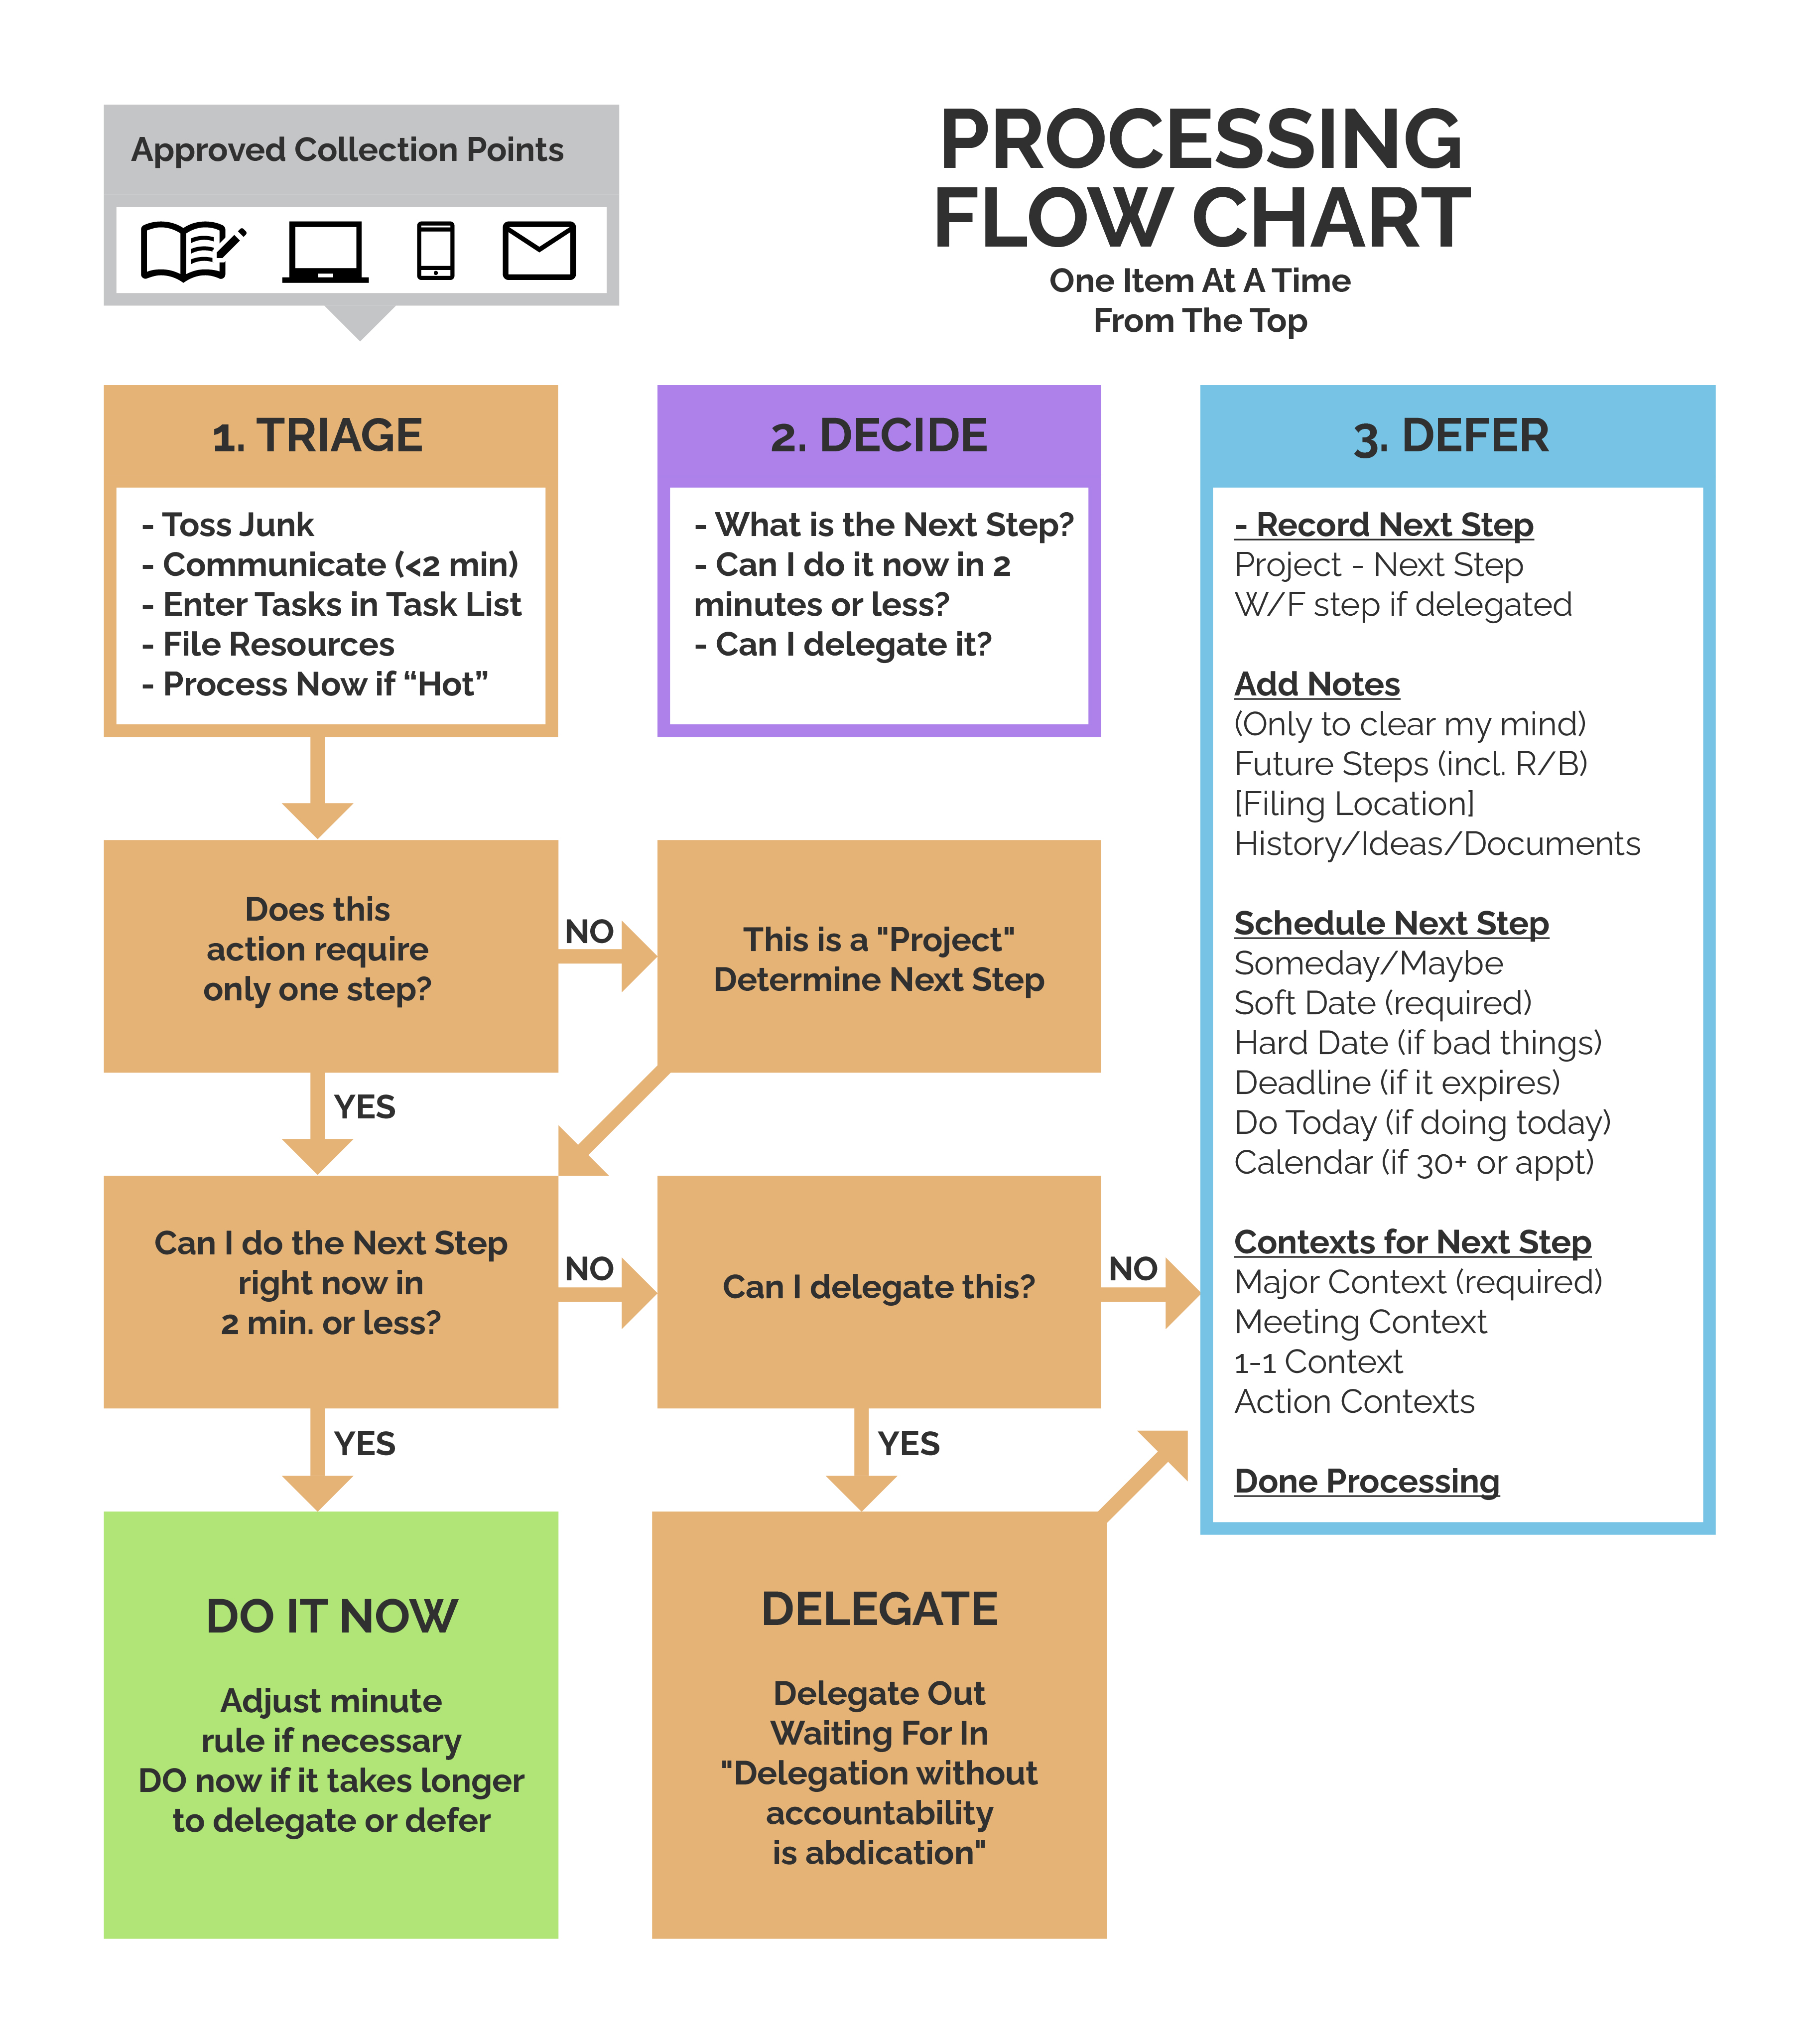 Approved Collection Points
PROCESSING
FLOW CHART
One Item At A Time
From The Top
1. TRIAGE
- Toss Junk
- Communicate (<2 min)
- Enter Tasks in Task List
- File Resources
- Process Now if “Hot”
2. DECIDE
- What is the Next Step?
- Can I do it now in 2
minutes or less?
- Can I delegate it?
3. DEFER
- Record Next Step
Project - Next Step
W/F step if delegated
Add Notes
(Only to clear my mind)
Future Steps (incl. R/B)
[Filing Location]
History/Ideas/Documents
Schedule Next Step
Someday/Maybe
Soft Date (required)
Hard Date (if bad things)
Deadline (if it expires)
Do Today (if doing today)
Calendar (if 30+ or appt)
Contexts for Next Step
Major Context (required)
Meeting Context
1-1 Context
Action Contexts
Done Processing
Does this
action require
only one step?
NO
This is a "Project"
Determine Next Step
YES
Can I do the Next Step
right now in
2 min. or less?
NO
Can I delegate this?
NO
YES
YES
DO IT NOW
Adjust minute
rule if necessary
DO now if it takes longer
to delegate or defer
DELEGATE
Delegate Out
Waiting For In
"Delegation without
accountability
is abdication"